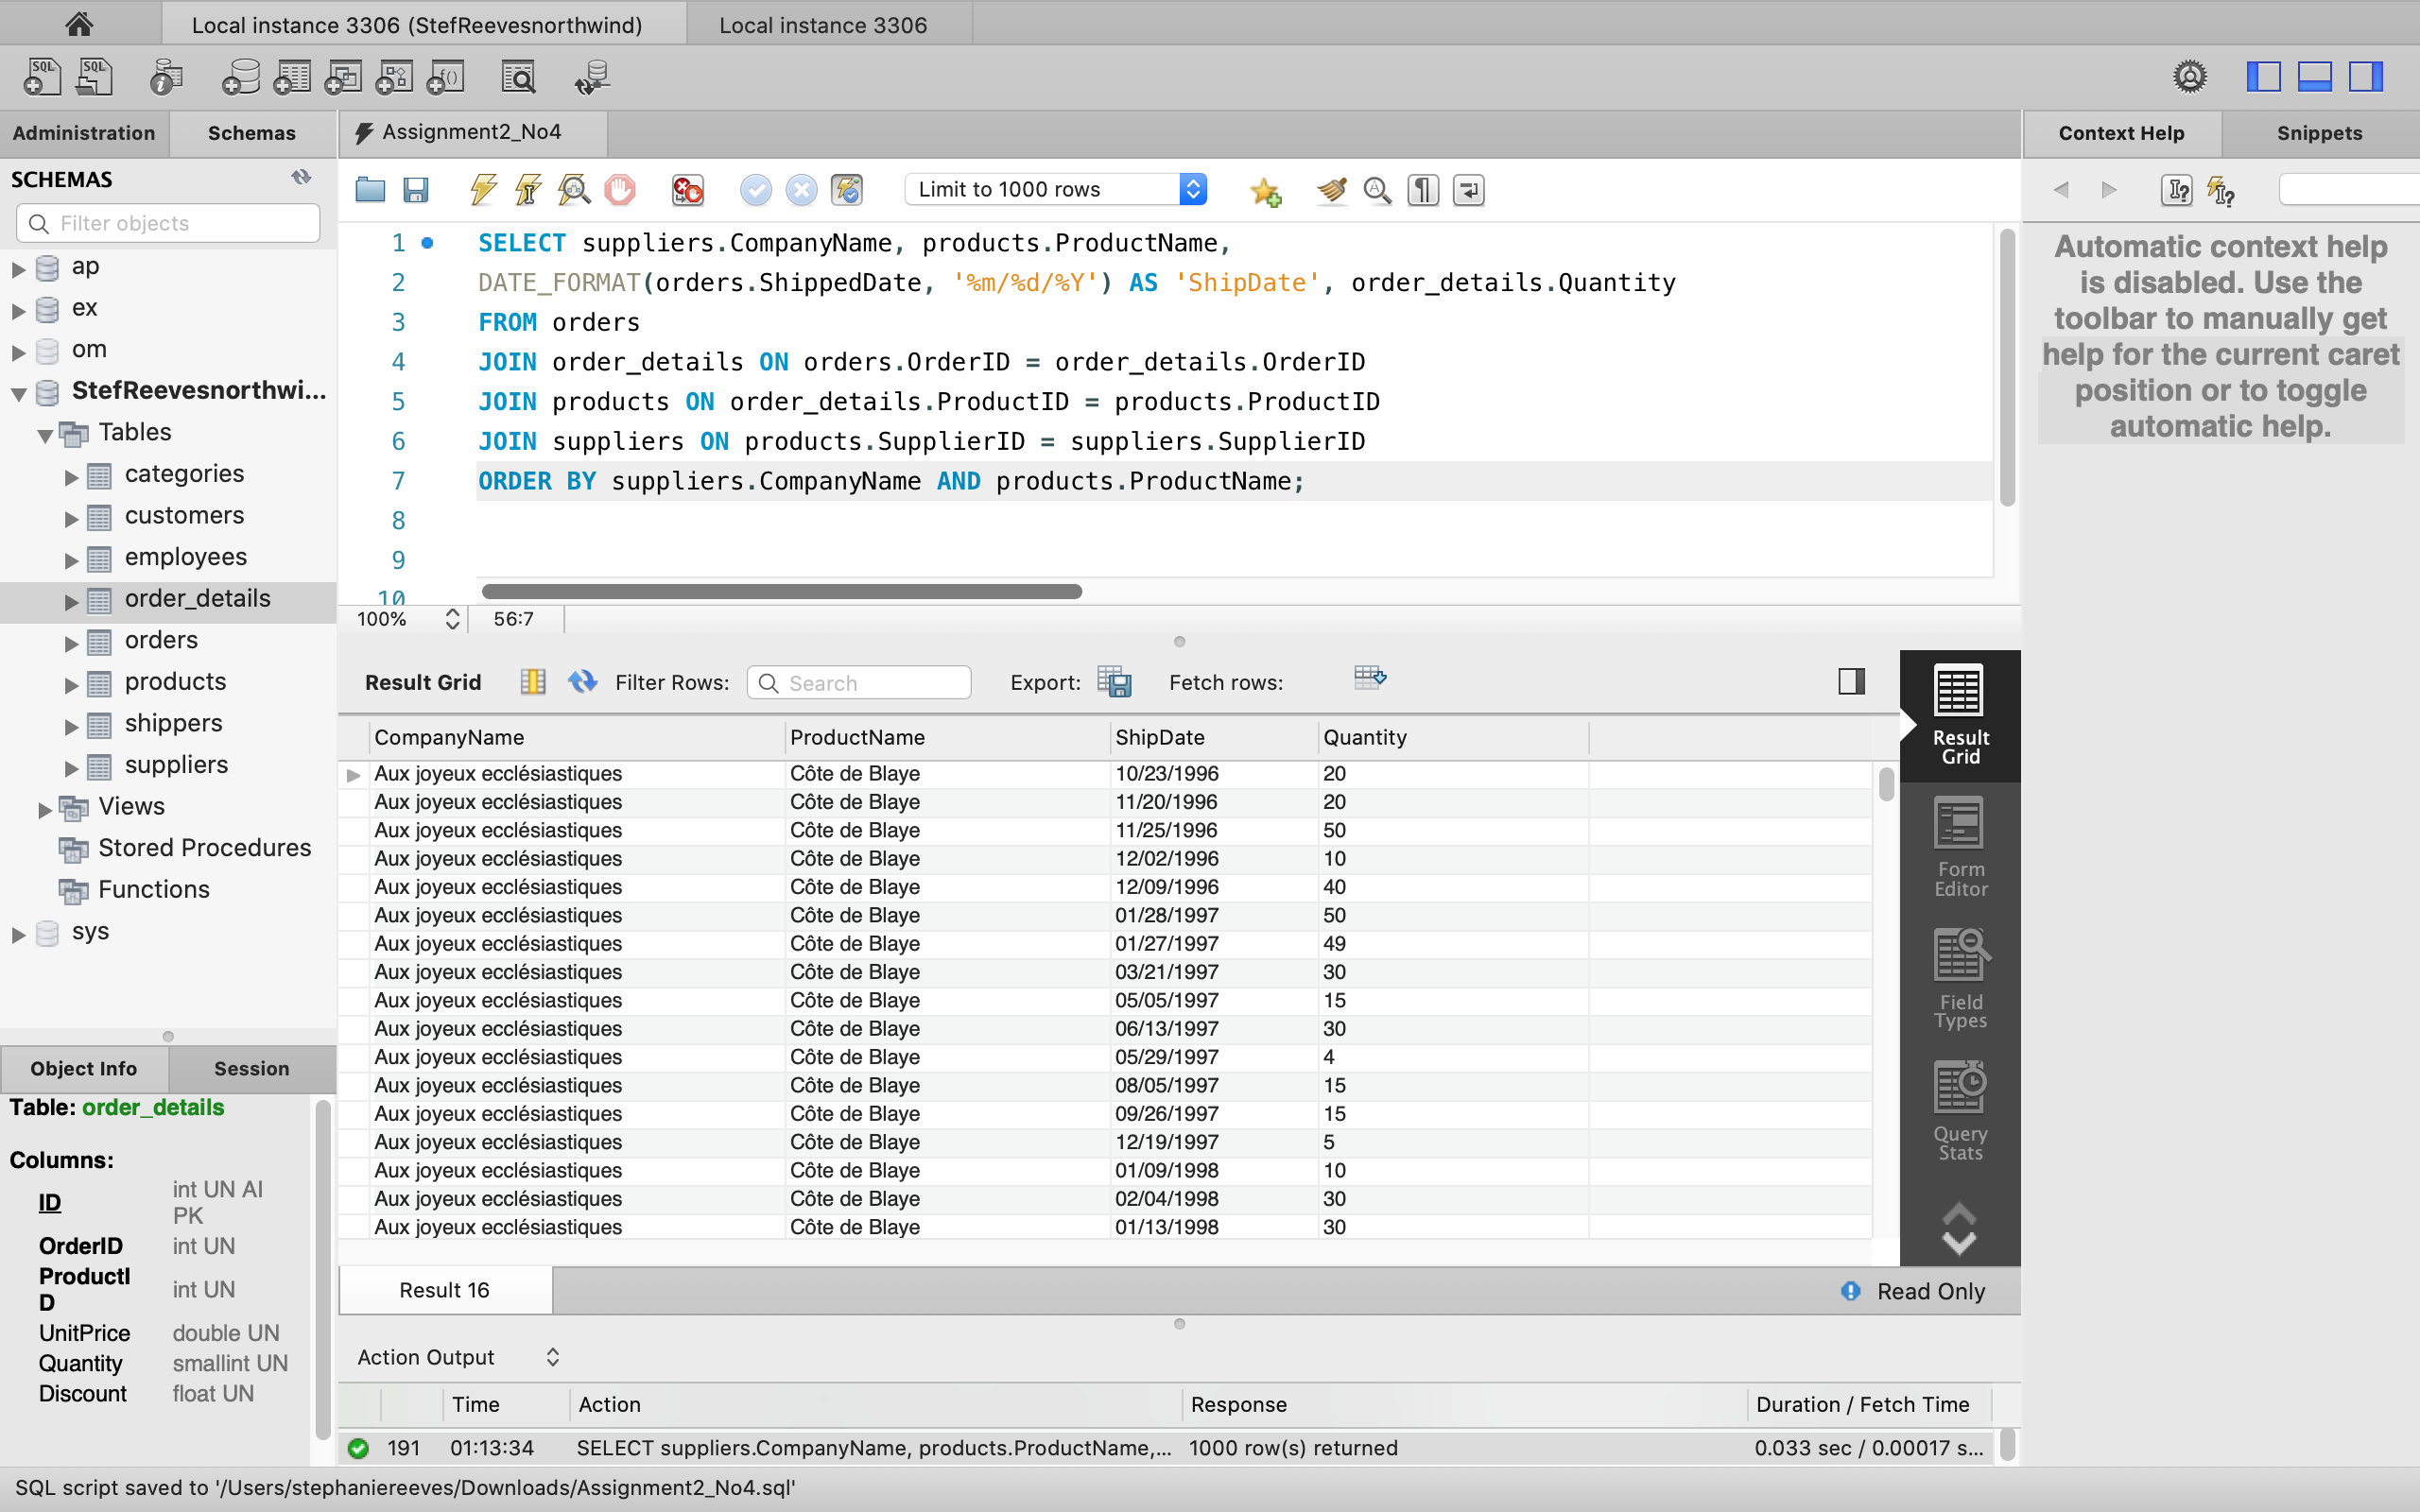 Local instance 3306 (StefReevesnorthwind)
Local instance 3306
Administration
Schemas
Assignment2_No4
Context Help
Snippets
SCHEMAS
Filter objects
ap
ex
om
StefReevesnorthwi...
Tables
categories
customers
employees
order_details
orders
products
shippers
suppliers
Views
Stored Procedures
Functions
sys
Limit to 1000 rows
1 SELECT suppliers.CompanyName, products.ProductName,
2 DATE_FORMAT(orders.ShippedDate, '%m/%d/%Y') AS 'ShipDate', order_details.Quantity
3 FROM orders
4 JOIN order_details ON orders.OrderID = order_details.OrderID
5 JOIN products ON order_details.ProductID = products.ProductID
6 JOIN suppliers ON products.SupplierID = suppliers.SupplierID
7 ORDER BY suppliers.CompanyName AND products.ProductName;
8
9
10
100% 56:7
Automatic context help
is disabled. Use the
toolbar to manually get
help for the current caret
position or to toggle
automatic help.
Result Grid Filter Rows: Search Export: Fetch rows:
CompanyName ProductName ShipDate Quantity
Aux joyeux ecclésiastiques Côte de Blaye 10/23/1996 20
Aux joyeux ecclésiastiques Côte de Blaye 11/20/1996 20
Aux joyeux ecclésiastiques Côte de Blaye 11/25/1996 50
Aux joyeux ecclésiastiques Côte de Blaye 12/02/1996 10
Aux joyeux ecclésiastiques Côte de Blaye 12/09/1996 40
Aux joyeux ecclésiastiques Côte de Blaye 01/28/1997 50
Aux joyeux ecclésiastiques Côte de Blaye 01/27/1997 49
Aux joyeux ecclésiastiques Côte de Blaye 03/21/1997 30
Aux joyeux ecclésiastiques Côte de Blaye 05/05/1997 15
Aux joyeux ecclésiastiques Côte de Blaye 06/13/1997 30
Aux joyeux ecclésiastiques Côte de Blaye 05/29/1997 4
Aux joyeux ecclésiastiques Côte de Blaye 08/05/1997 15
Aux joyeux ecclésiastiques Côte de Blaye 09/26/1997 15
Aux joyeux ecclésiastiques Côte de Blaye 12/19/1997 5
Aux joyeux ecclésiastiques Côte de Blaye 01/09/1998 10
Aux joyeux ecclésiastiques Côte de Blaye 02/04/1998 30
Aux joyeux ecclésiastiques Côte de Blaye 01/13/1998 30
Result
Grid
Form
Editor
Field
Types
Query
Stats
Result 16
Read Only
Object Info
Session
Table: order_details
Columns:
ID int UN AI
PK
OrderID int UN
ProductI
D int UN
UnitPrice double UN
Quantity smallint UN
Discount float UN
Action Output
Time Action Response Duration / Fetch Time
191 01:13:34 SELECT suppliers.CompanyName, products.ProductName,... 1000 row(s) returned 0.033 sec / 0.00017 s...
SQL script saved to '/Users/stephaniereeves/Downloads/Assignment2_No4.sql'